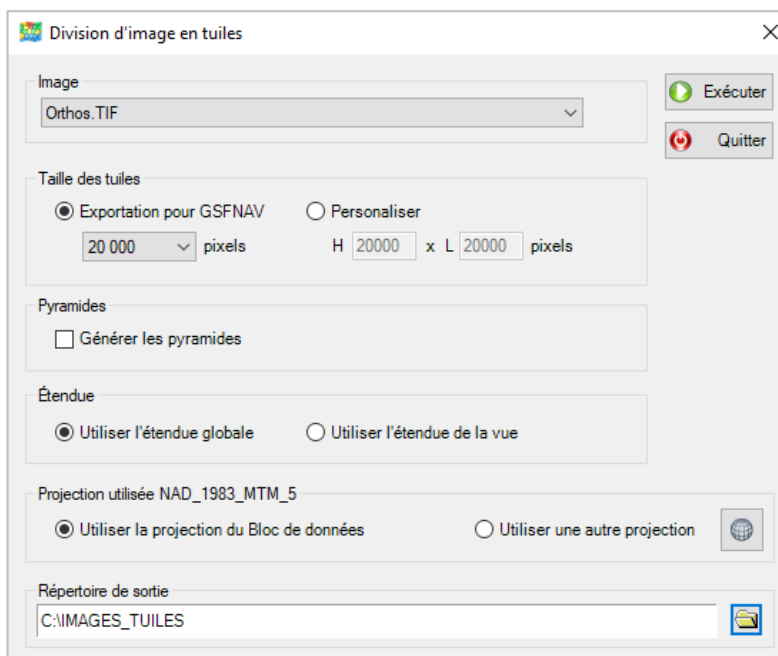 Division d'image en tuiles
Image
Orthos.TIF
Exécuter
Quitter
Taille des tuiles
Exportation pour GSFNAV
Personaliser
20 000 pixels
H 20000 x L 20000 pixels
Pyramides
Générer les pyramides
Étendue
Utiliser l'étendue globale
Utiliser l'étendue de la vue
Projection utilisée NAD_1983_MTM_5
Utiliser la projection du Bloc de données
Utiliser une autre projection
Répertoire de sortie
C:\IMAGES_TUILES